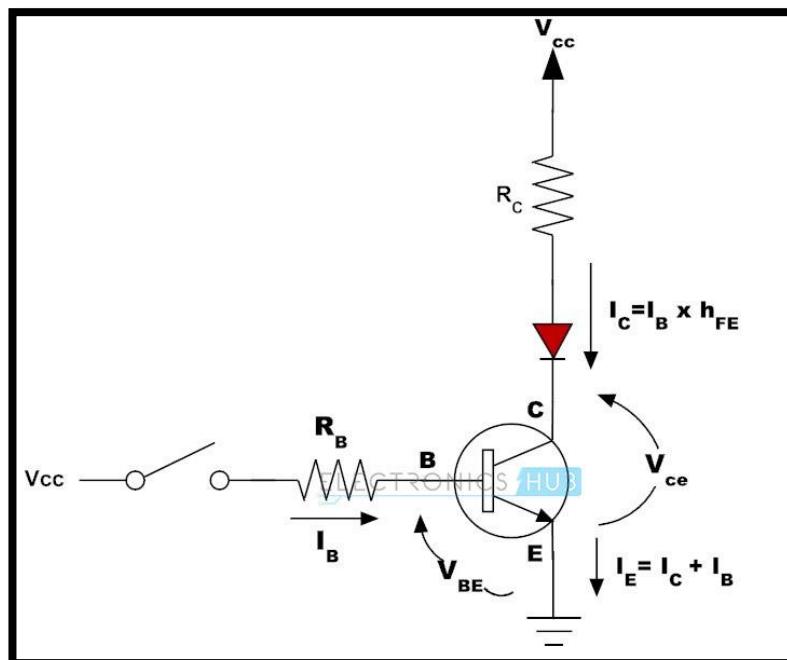 Vcc
RC
IC=IB x hFE
C
RB
B
Vcc
ELECTRONICS HUB
Vce
IB
E
VBE
IE= IC + IB